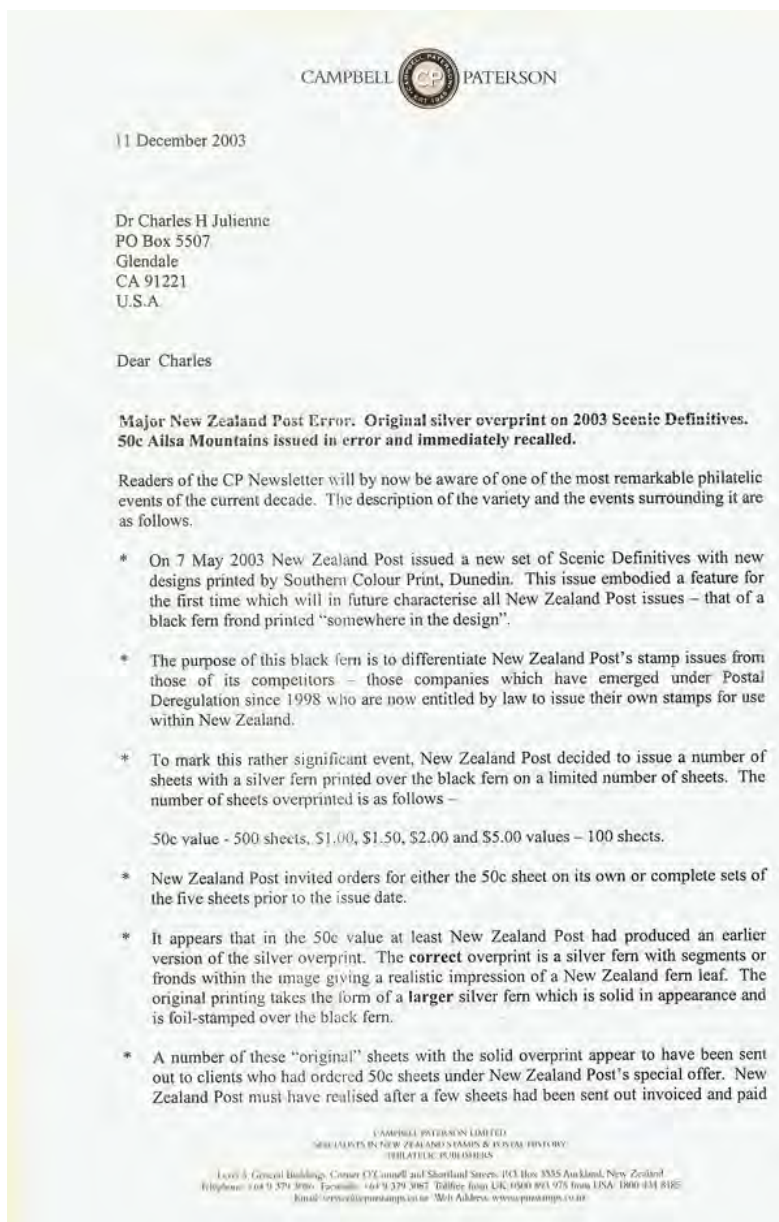 CAMPBELL CP PATERSON
11 December 2003
Dr Charles H Julienne
PO Box 5507
Glendale
CA 91221
U.S.A
Dear Charles
Major New Zealand Post Error. Original silver overprint on 2003 Scenic Definitives.
50c Ailsa Mountains issued in error and immediately recalled.
Readers of the CP Newsletter will by now be aware of one of the most remarkable philatelic
events of the current decade. The description of the variety and the events surrounding it are
as follows.
* On 7 May 2003 New Zealand Post issued a new set of Scenic Definitives with new
designs printed by Southern Colour Print, Dunedin. This issue embodied a feature for
the first time which will in future characterise all New Zealand Post issues – that of a
black fern frond printed “somewhere in the design”.
* The purpose of this black fern is to differentiate New Zealand Post’s stamp issues from
those of its competitors – those companies which have emerged under Postal
Deregulation since 1998 who are now entitled by law to issue their own stamps for use
within New Zealand.
* To mark this rather significant event, New Zealand Post decided to issue a number of
sheets with a silver fern printed over the black fern on a limited number of sheets. The
number of sheets overprinted is as follows –
50c value - 500 sheets, $1.00, $1.50, $2.00 and $5.00 values – 100 sheets.
* New Zealand Post invited orders for either the 50c sheet on its own or complete sets of
the five sheets prior to the issue date.
* It appears that in the 50c value at least New Zealand Post had produced an earlier
version of the silver overprint. The correct overprint is a silver fern with segments or
fronds within the image giving a realistic impression of a New Zealand fern leaf. The
original printing takes the form of a larger silver fern which is solid in appearance and
is foil-stamped over the black fern.
* A number of these “original” sheets with the solid overprint appear to have been sent
out to clients who had ordered 50c sheets under New Zealand Post’s special offer. New
Zealand Post must have realised after a few sheets had been sent out invoiced and paid
CAMPBELL PATERSON LIMITED
SPECIALISTS IN NEW ZEALAND STAMPS & POSTAL HISTORY
PHILATELIC PUBLISHERS
General Buildings, Corner O'Connell and Shortland Streets, P.O. Box 5555 Auckland, New Zealand